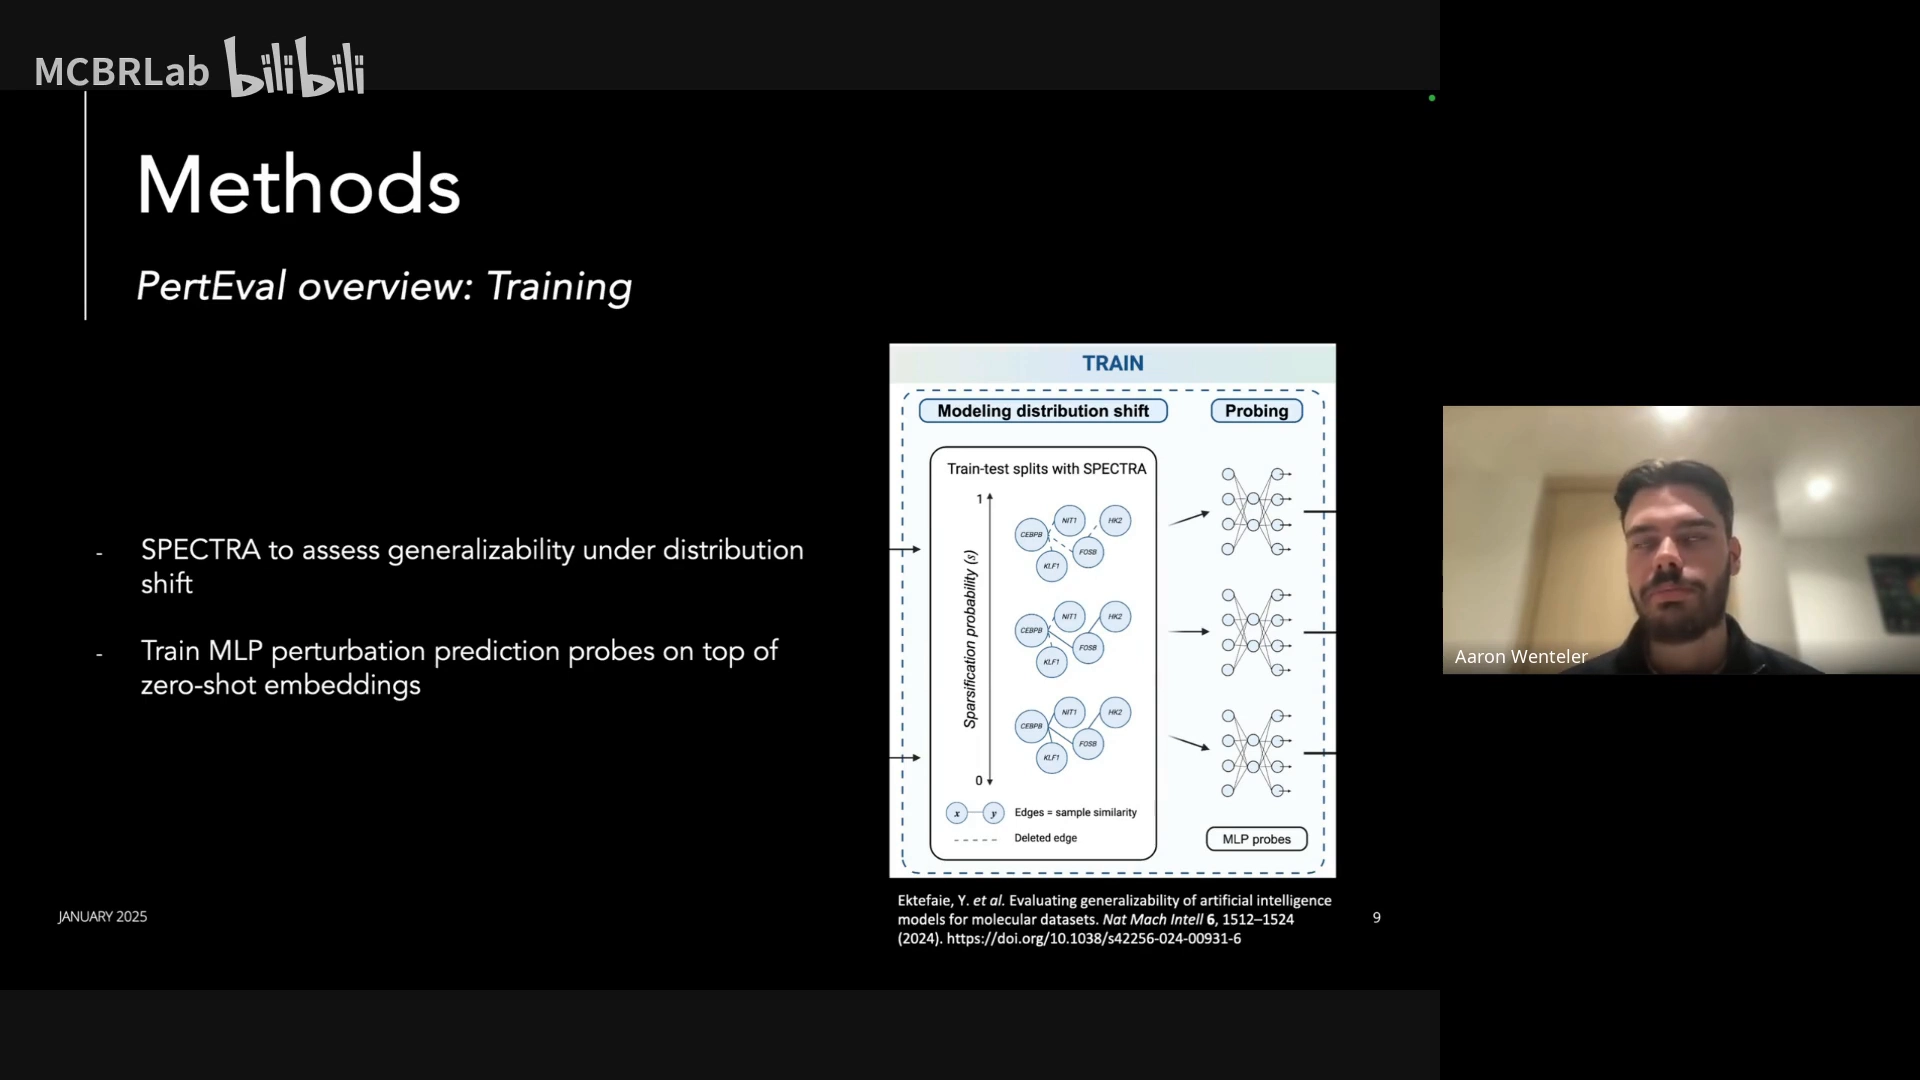 MCBRLab bilibili
Methods
PertEval overview: Training
- SPECTRA to assess generalizability under distribution
shift
- Train MLP perturbation prediction probes on top of
zero-shot embeddings
TRAIN
Modeling distribution shift
Probing
Train-test splits with SPECTRA
1
Sparsification probability (s)
0
CEBPB
NIT1
HK2
FOSB
KLF1
CEBPB
NIT1
HK2
FOSB
KLF1
CEBPB
NIT1
HK2
FOSB
KLF1
x
y
Edges = sample similarity
Deleted edge
MLP probes
Ektefaie, Y. et al. Evaluating generalizability of artificial intelligence
models for molecular datasets. Nat Mach Intell 6, 1512–1524
(2024). https://doi.org/10.1038/s42256-024-00931-6
JANUARY 2025
9
Aaron Wenteler